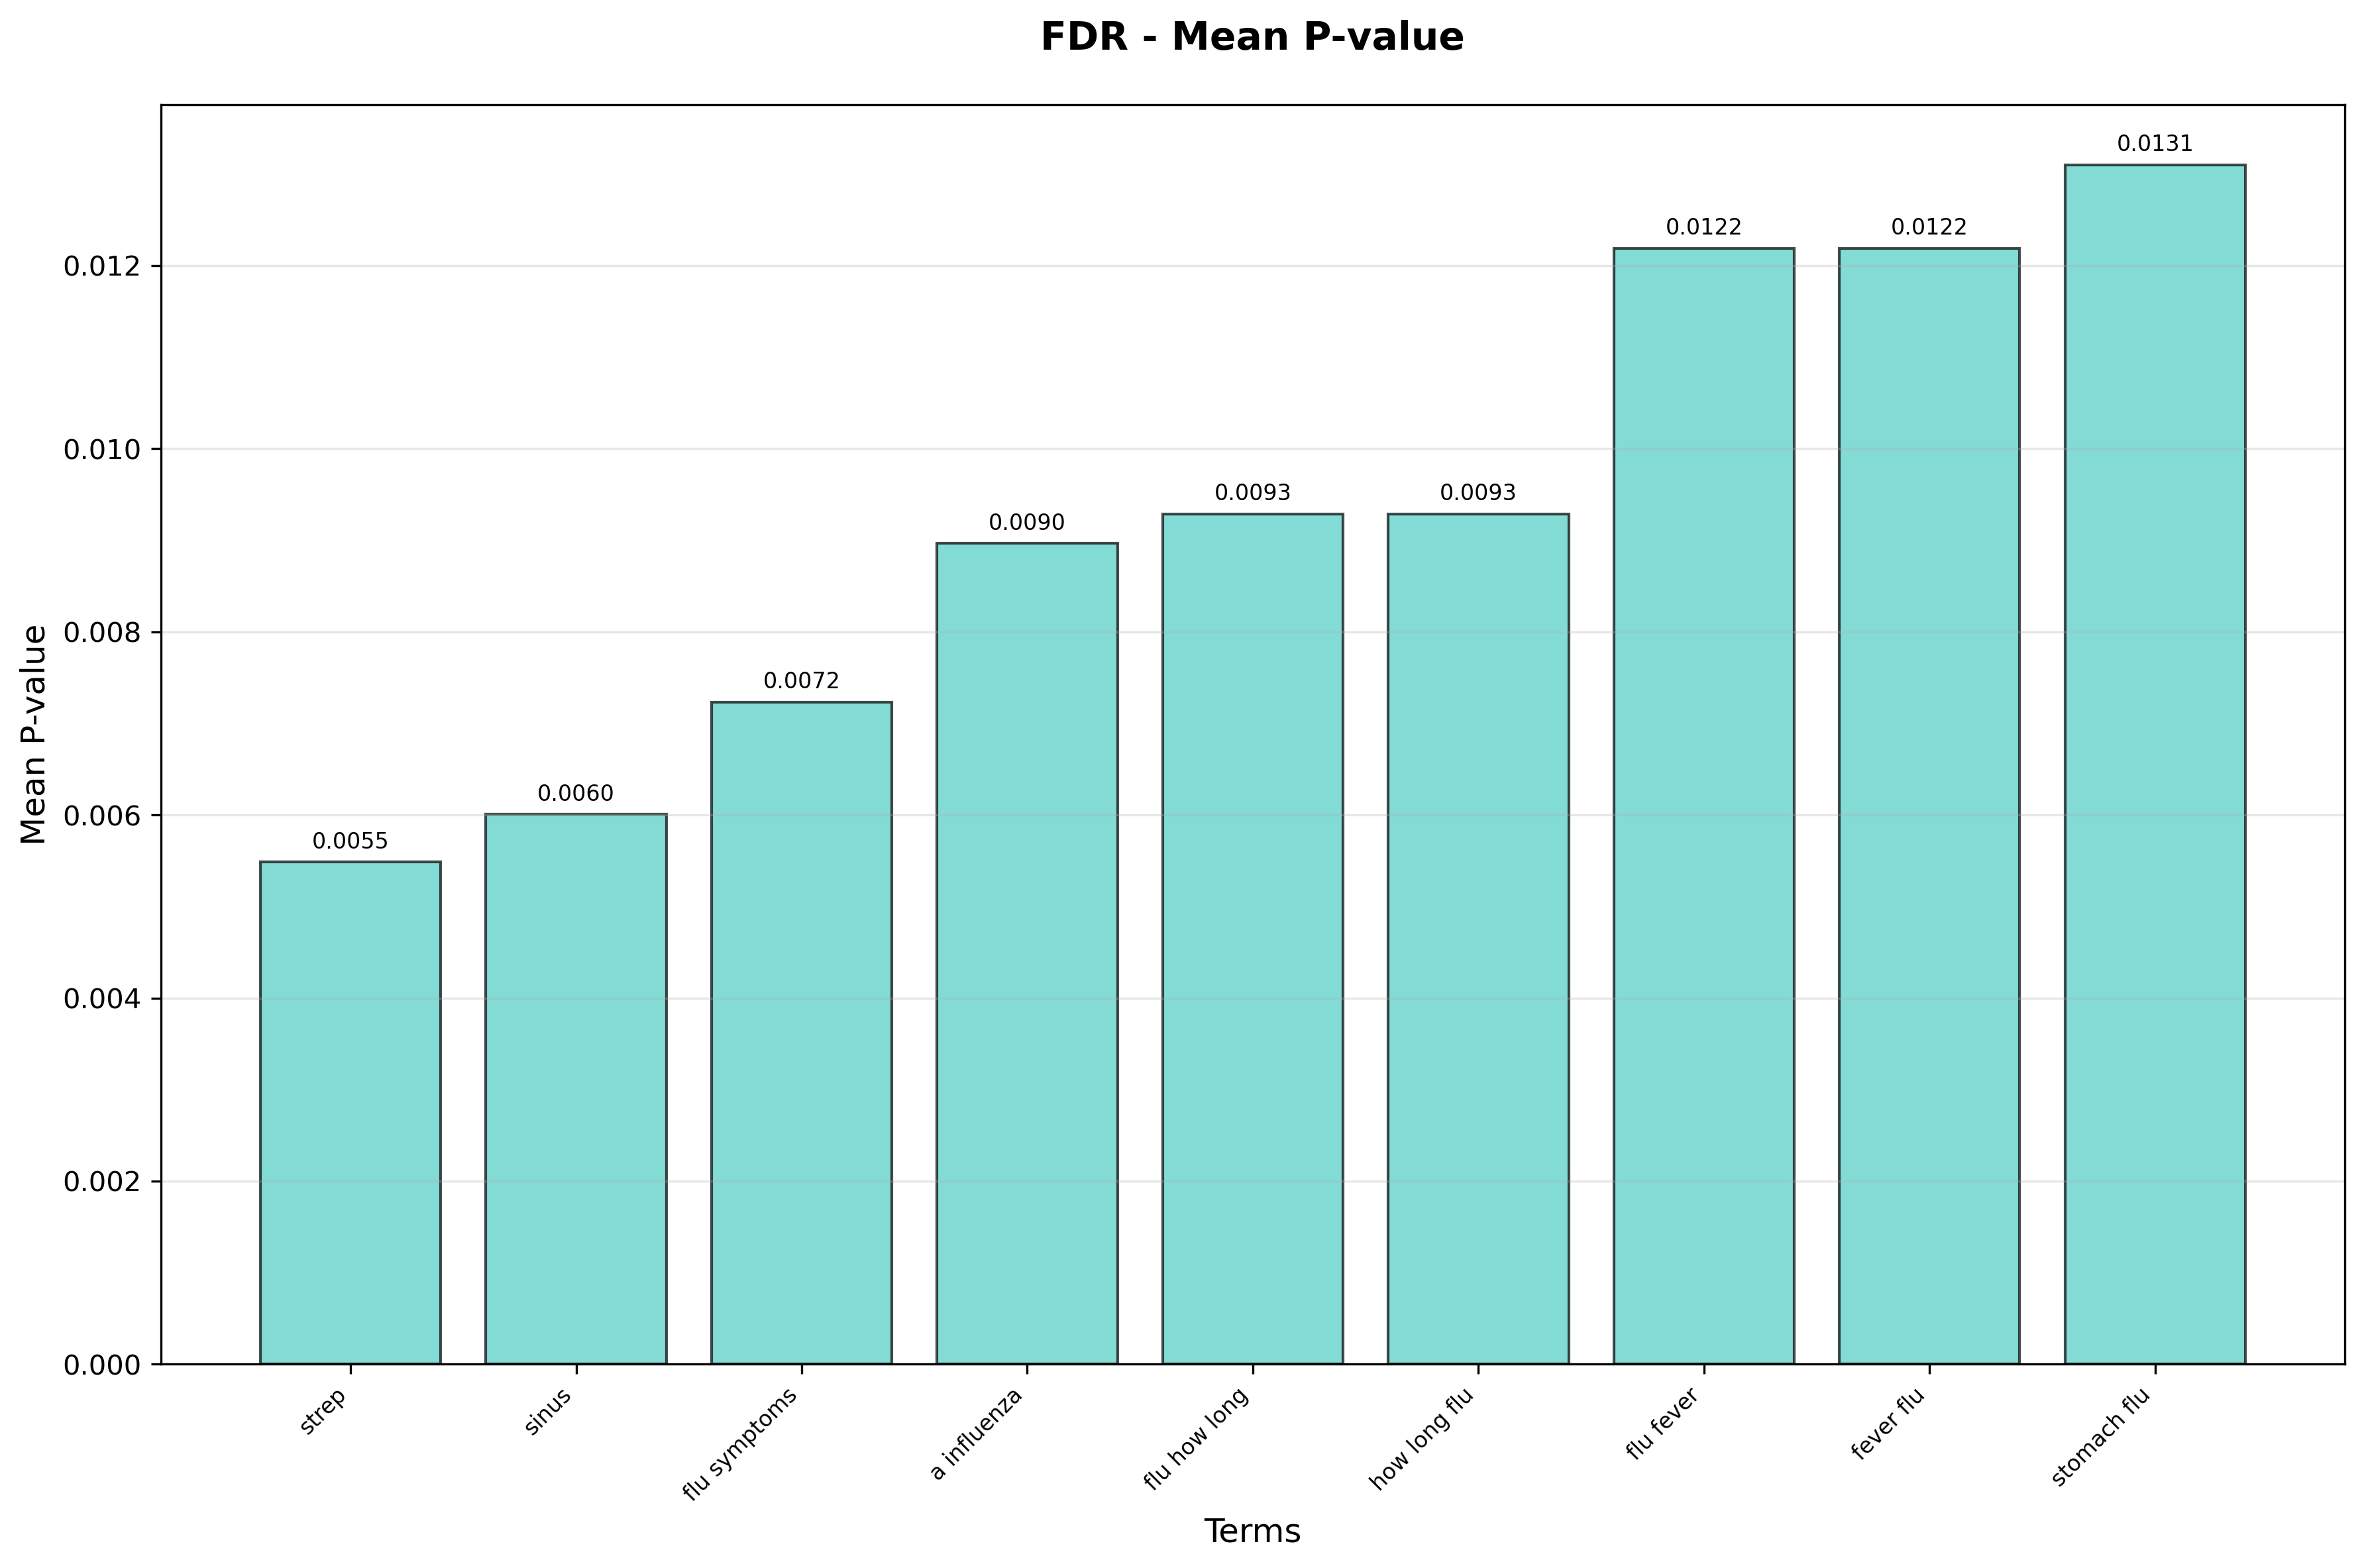 FDR - Mean P-value
Mean P-value
0.012
0.010
0.008
0.006
0.004
0.002
0.000
0.0055
0.0060
0.0072
0.0090
0.0093
0.0093
0.0122
0.0122
0.0131
strep
sinus
flu symptoms
a influenza
flu how long
how long flu
flu fever
fever flu
stomach flu
Terms